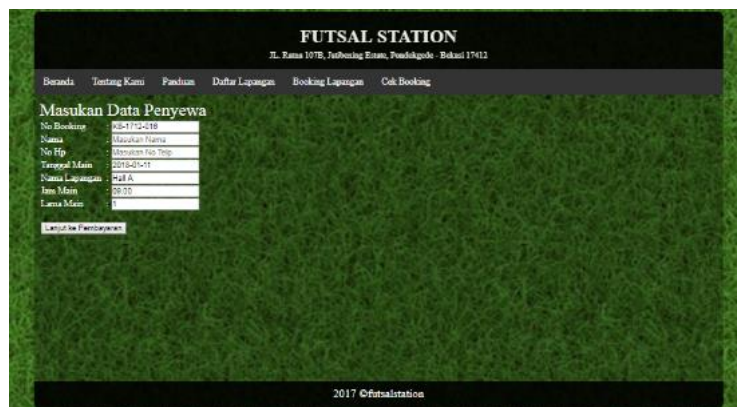 FUTSAL STATION
JL. Ratna 107B, Jatibening Estate, Pondokgede - Bekasi 17412
Beranda Tentang Kami Panduan Daftar Lapangan Booking Lapangan Cek Booking
Masukan Data Penyewa
No Booking : KB-1712-016
Nama : Masukan Nama
No Hp : Masukan No Telp
Tanggal Main : 2018-01-11
Nama Lapangan : Hall A
Jam Main : 09:00
Lama Main : 1
Lanjut ke Pembayaran
2017 ©futsalstation